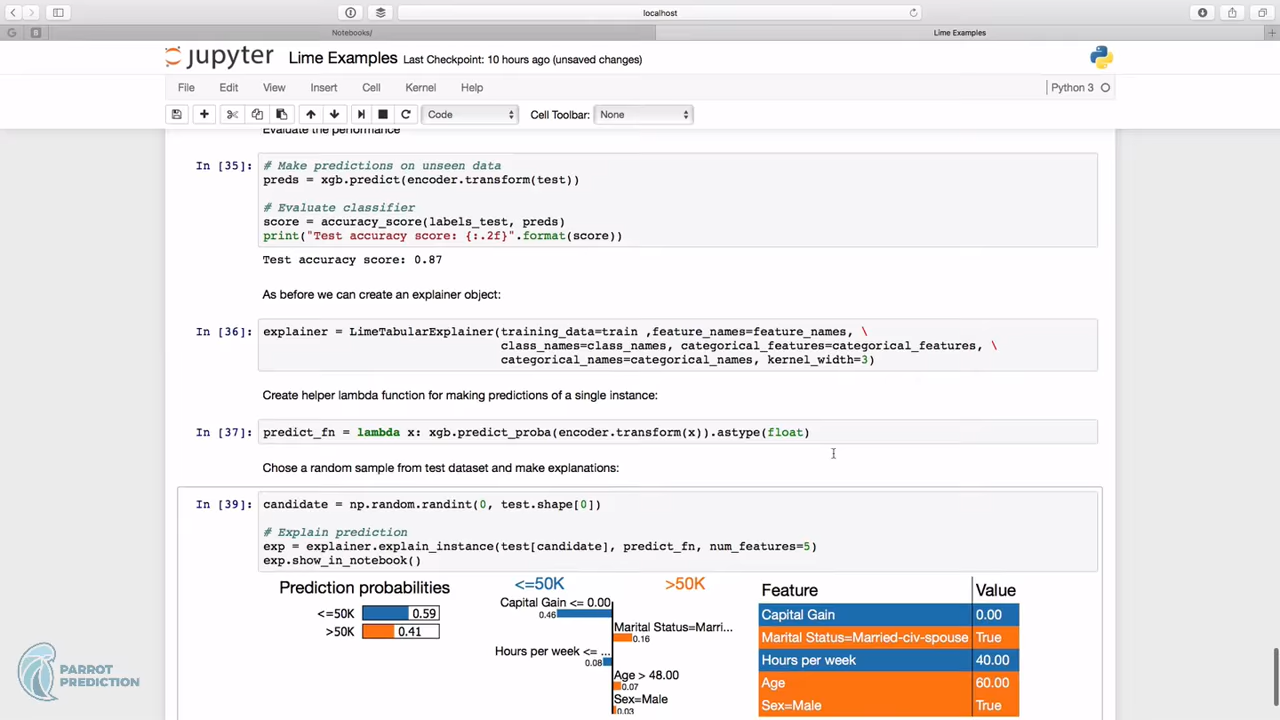 localhost
Notebooks/
Lime Examples
jupyter Lime Examples Last Checkpoint: 10 hours ago (unsaved changes)
File Edit View Insert Cell Kernel Help Python 3
Code Cell Toolbar: None
Evaluate the performance
In [35]: # Make predictions on unseen data
preds = xgb.predict(encoder.transform(test))
# Evaluate classifier
score = accuracy_score(labels_test, preds)
print("Test accuracy score: {:.2f}".format(score))
Test accuracy score: 0.87
As before we can create an explainer object:
In [36]: explainer = LimeTabularExplainer(training_data=train ,feature_names=feature_names, \
class_names=class_names, categorical_features=categorical_features, \
categorical_names=categorical_names, kernel_width=3)
Create helper lambda function for making predictions of a single instance:
In [37]: predict_fn = lambda x: xgb.predict_proba(encoder.transform(x)).astype(float)
Chose a random sample from test dataset and make explanations:
In [39]: candidate = np.random.randint(0, test.shape[0])
# Explain prediction
exp = explainer.explain_instance(test[candidate], predict_fn, num_features=5)
exp.show_in_notebook()
Prediction probabilities
<=50K 0.59
>50K 0.41
<=50K >50K
Capital Gain <= 0.00
0.46
Marital Status=Marri...
0.16
Hours per week <= ...
0.08
Age > 48.00
0.07
Sex=Male
0.03
Feature Value
Capital Gain 0.00
Marital Status=Married-civ-spouse True
Hours per week 40.00
Age 60.00
Sex=Male True
PARROT
PREDICTION